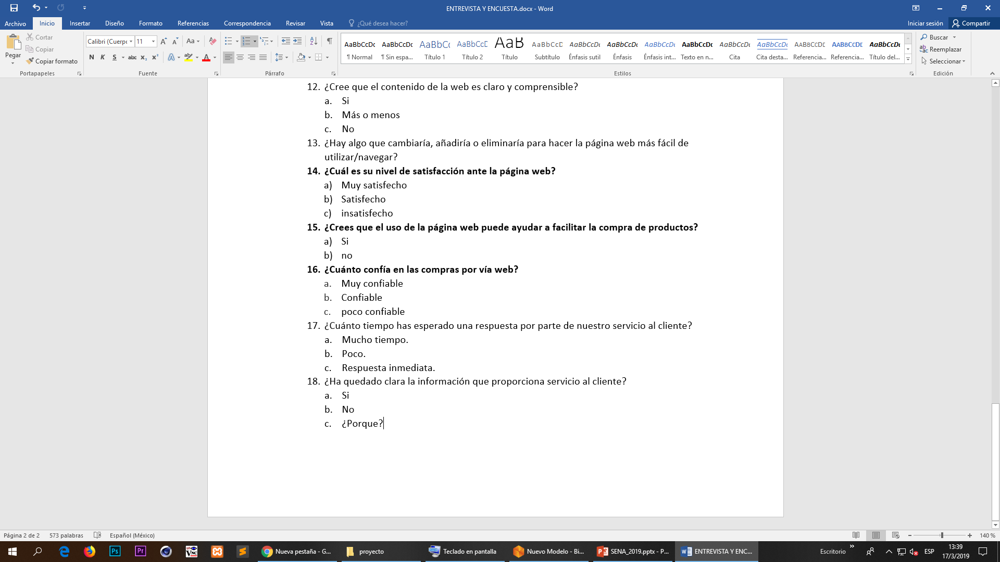 ENTREVISTA Y ENCUESTA.docx - Word
Archivo Inicio Insertar Diseño Formato Referencias Correspondencia Revisar Vista ¿Qué desea hacer? Iniciar sesión Compartir
Pegar
Cortar
Copiar
Copiar formato
Portapapeles
Calibri (Cuerpo 11
N K S abc x₂ x²
Fuente
Párrafo
AaBbCcDc AaBbCcDc AaBbCc AaBbCcD AaB AaBbCcD AaBbCcDc AaBbCcDc AaBbCcDc AaBbCcDc AaBbCcDc AaBbCcDc AABBCCDD AABBCCDD AaBbCcDc
¶ Normal ¶ Sin espa... Título 1 Título 2 Título Subtítulo Énfasis sutil Énfasis Énfasis int... Texto en n... Cita Cita desta... Referencia... Referencia... Título del...
Estilos
Buscar
Reemplazar
Seleccionar
Edición
12. ¿Cree que el contenido de la web es claro y comprensible?
a. Si
b. Más o menos
c. No
13. ¿Hay algo que cambiaría, añadiría o eliminaría para hacer la página web más fácil de
utilizar/navegar?
14. ¿Cuál es su nivel de satisfacción ante la página web?
a) Muy satisfecho
b) Satisfecho
c) insatisfecho
15. ¿Crees que el uso de la página web puede ayudar a facilitar la compra de productos?
a) Si
b) no
16. ¿Cuánto confía en las compras por vía web?
a. Muy confiable
b. Confiable
c. poco confiable
17. ¿Cuánto tiempo has esperado una respuesta por parte de nuestro servicio al cliente?
a. Mucho tiempo.
b. Poco.
c. Respuesta inmediata.
18. ¿Ha quedado clara la información que proporciona servicio al cliente?
a. Si
b. No
c. ¿Porque?
Página 2 de 2 573 palabras Español (México) 140 %
Nueva pestaña - G... proyecto Teclado en pantalla Nuevo Modelo - Bi... SENA_2019.pptx - P... ENTREVISTA Y ENC... Escritorio ESP
13:39
17/3/2019